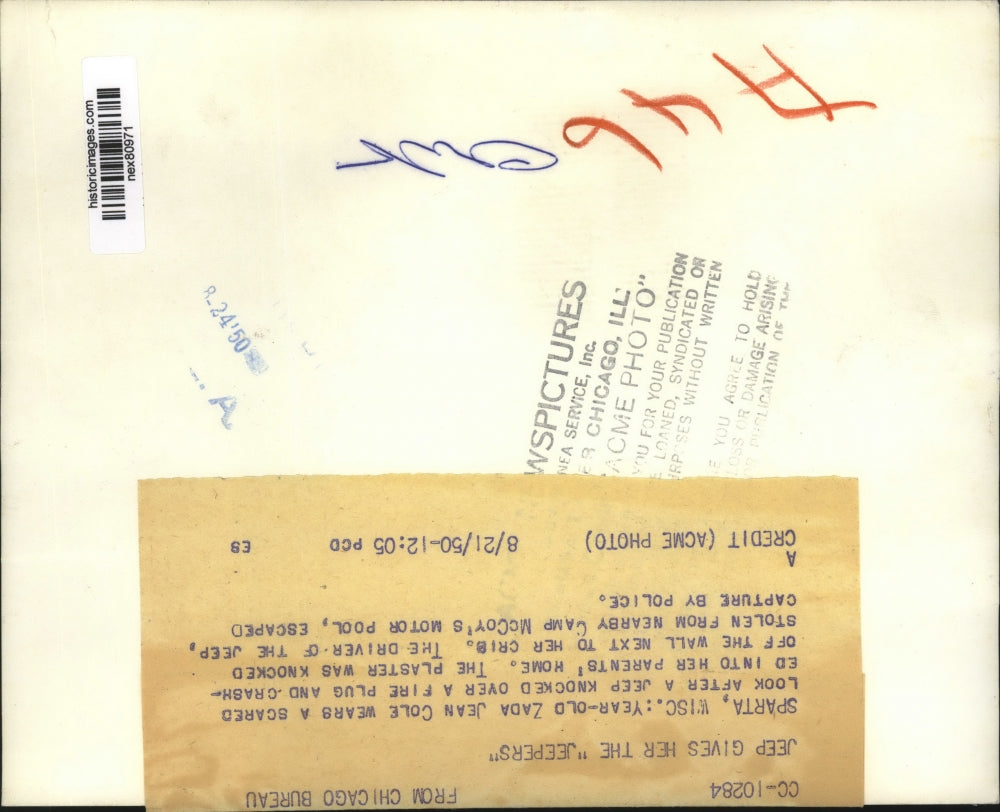 historicimages.com
nex80971
8-24'50
WSPICTURES
NEA SERVICE, Inc.
CHICAGO, ILL.
ACME PHOTO"
YOU FOR YOUR PUBLICATION
LOANED, SYNDICATED OR
WITHOUT WRITTEN
YOU AGREE TO HOLD
LOSS OR DAMAGE ARISING
PUBLICATION OF
CC-10284 FROM CHICAGO BUREAU
JEEP GIVES HER THE "JEEPERS"
SPARTA, WISC.: YEAR-OLD ZADA JEAN COLE WEARS A SCARED
LOOK AFTER A JEEP KNOCKED OVER A FIRE PLUG AND CRASH-
ED INTO HER PARENTS' HOME. THE PLASTER WAS KNOCKED
OFF THE WALL NEXT TO HER CRIB. THE DRIVER OF THE JEEP,
STOLEN FROM NEARBY CAMP MCCOY'S MOTOR POOL, ESCAPED
CAPTURE BY POLICE.
A
CREDIT (ACME PHOTO) 8/21/50-12:05 PCD ES